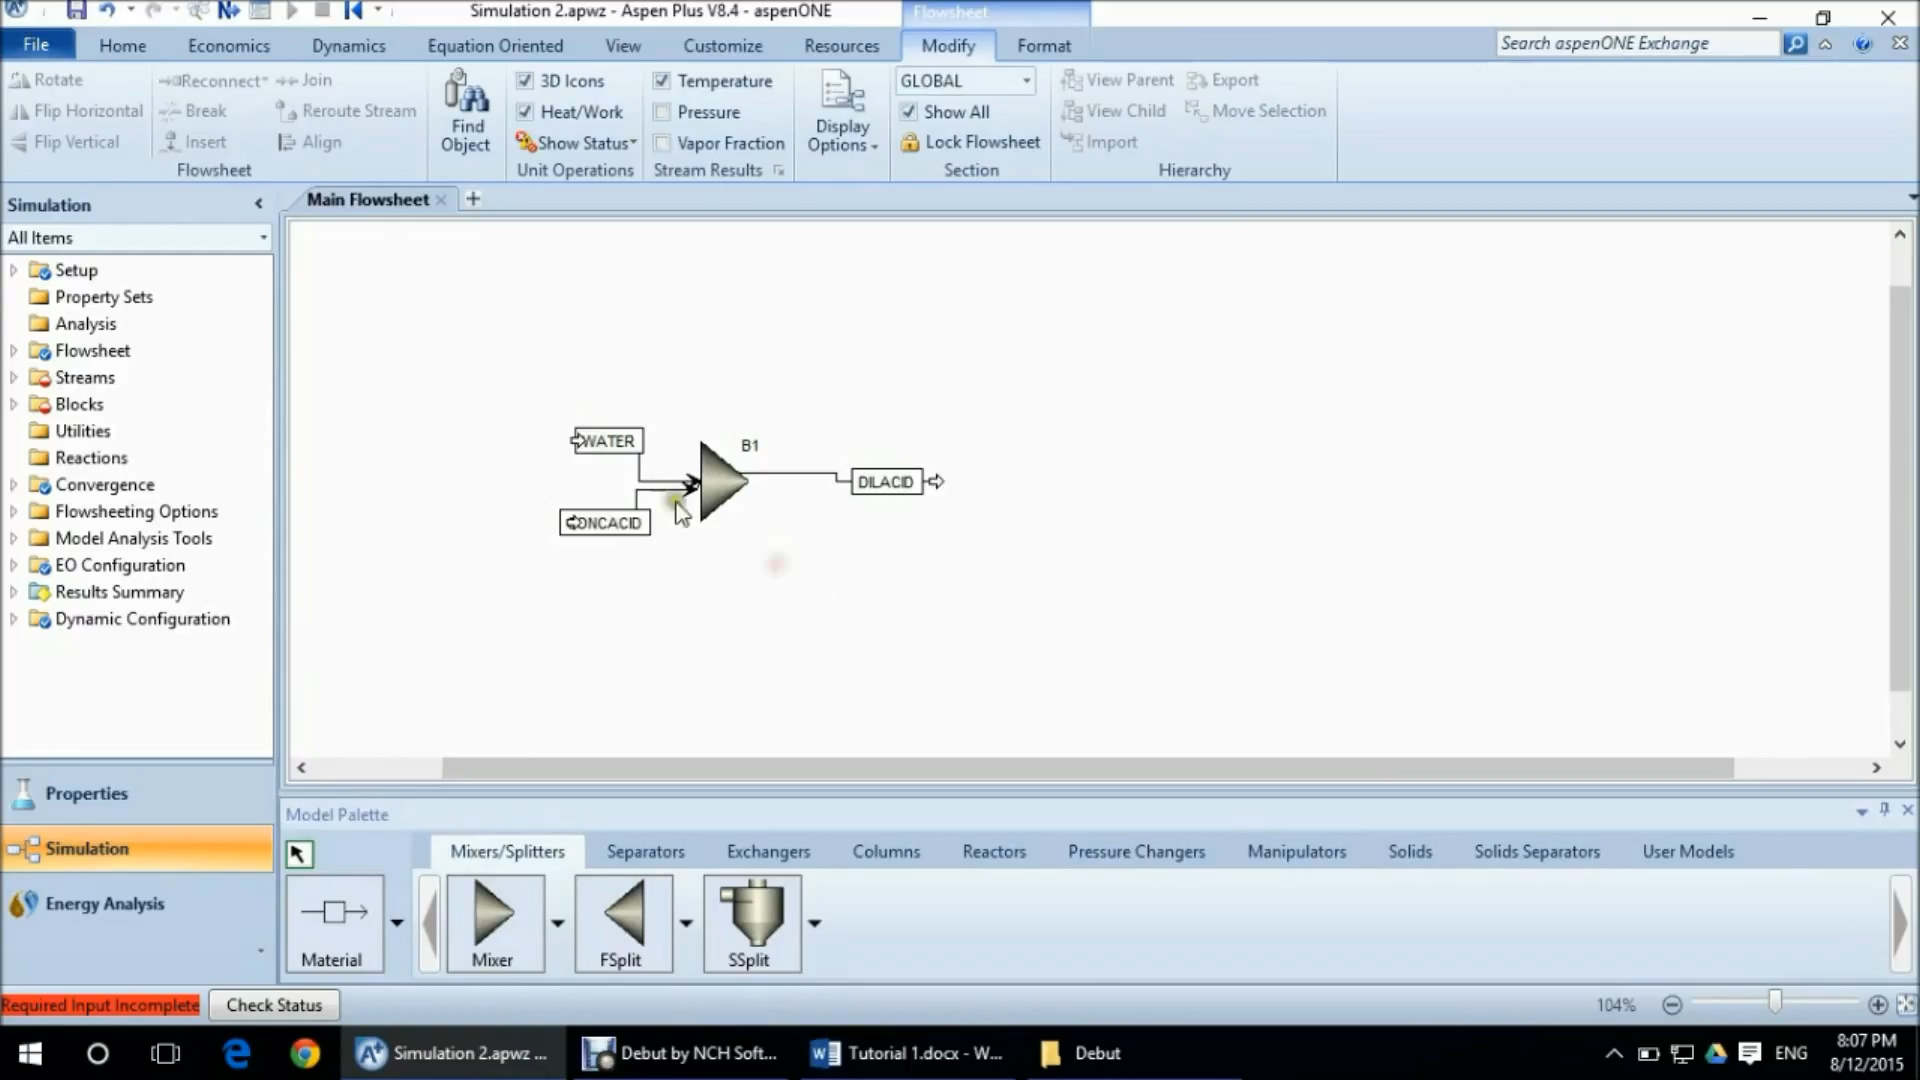 Simulation 2.apwz - Aspen Plus V8.4 - aspenONE
Flowsheet
File Home Economics Dynamics Equation Oriented View Customize Resources Modify Format
Search aspenONE Exchange
Rotate Reconnect Join
Flip Horizontal Break Reroute Stream
Flip Vertical Insert Align
Flowsheet
Find
Object
3D Icons
Heat/Work
Show Status
Unit Operations
Temperature
Pressure
Vapor Fraction
Stream Results
Display
Options
GLOBAL
Show All
Lock Flowsheet
Section
View Parent Export
View Child Move Selection
Import
Hierarchy
Simulation
All Items
Setup
Property Sets
Analysis
Flowsheet
Streams
Blocks
Utilities
Reactions
Convergence
Flowsheeting Options
Model Analysis Tools
EO Configuration
Results Summary
Dynamic Configuration
Properties
Simulation
Energy Analysis
Main Flowsheet
WATER
B1
DILACID
CONCACID
Model Palette
Mixers/Splitters Separators Exchangers Columns Reactors Pressure Changers Manipulators Solids Solids Separators User Models
Material Mixer FSplit SSplit
Required Input Incomplete Check Status 104%
Simulation 2.apwz ... Debut by NCH Soft... Tutorial 1.docx - W... Debut ENG
8:07 PM
8/12/2015